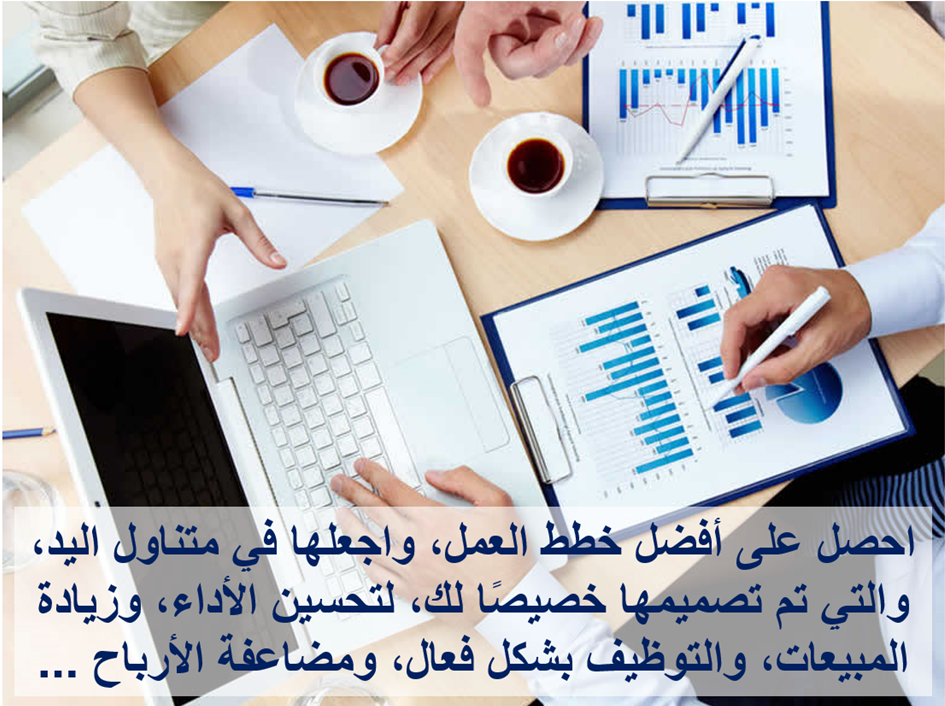 احصل على أفضل خطط العمل، واجعلها في متناول اليد،
والتي تم تصميمها خصيصًا لك، لتحسين الأداء، وزيادة
المبيعات، والتوظيف بشكل فعال، ومضاعفة الأرباح ...